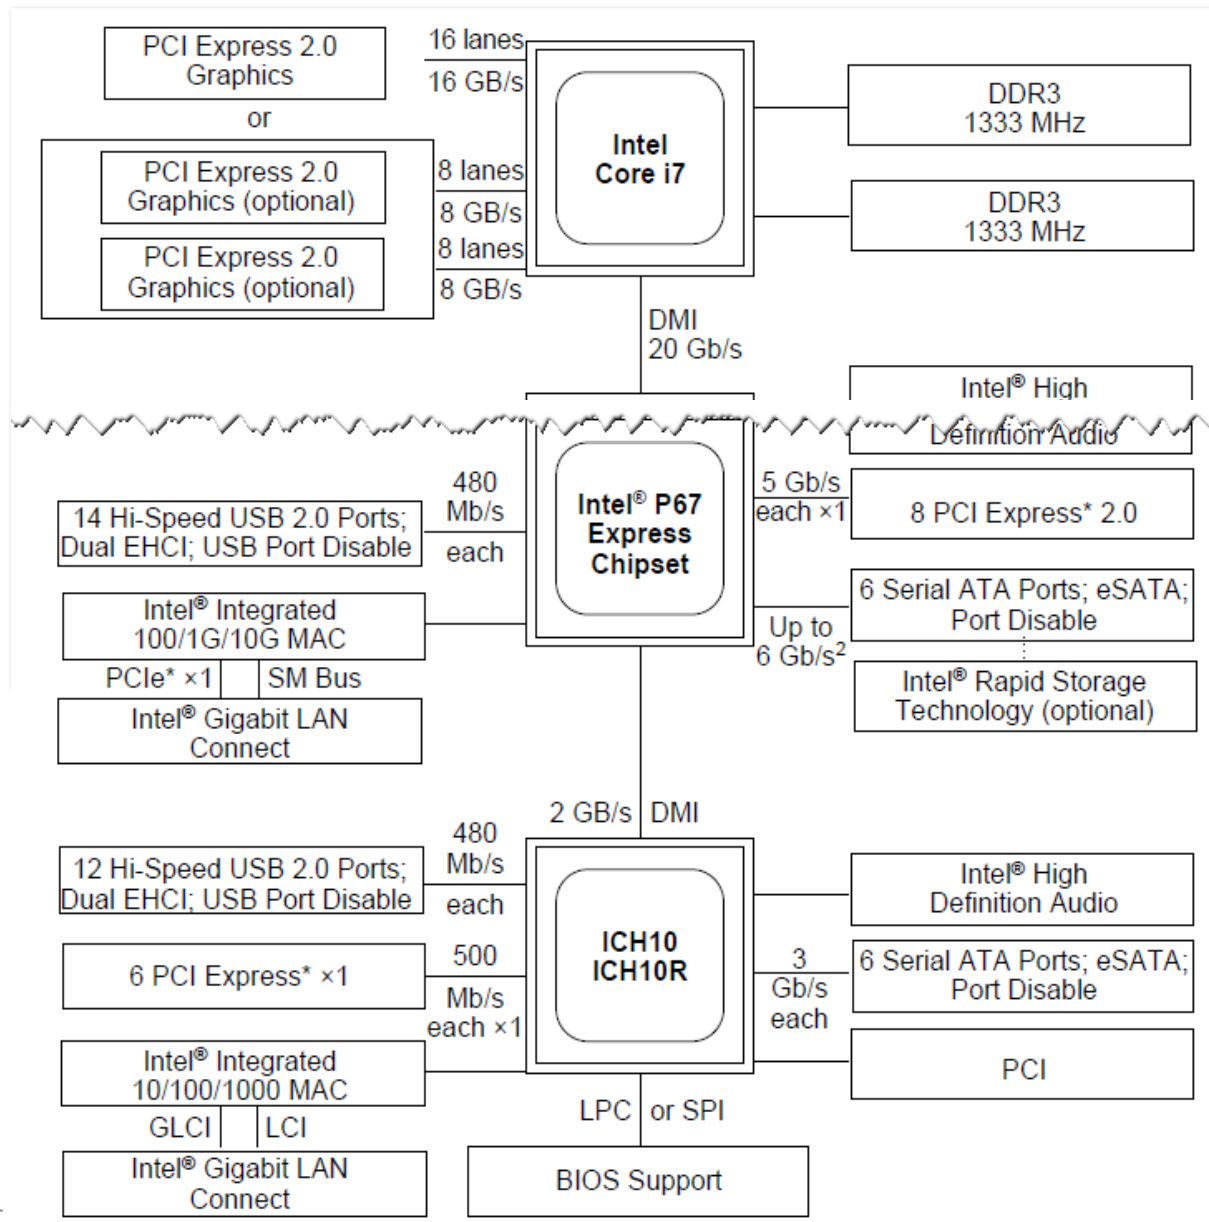 PCI Express 2.0
Graphics
or
PCI Express 2.0
Graphics (optional)
PCI Express 2.0
Graphics (optional)
16 lanes
16 GB/s
8 lanes
8 GB/s
8 lanes
8 GB/s
Intel
Core i7
DDR3
1333 MHz
DDR3
1333 MHz
DMI
20 Gb/s
Intel® High
Definition Audio
14 Hi-Speed USB 2.0 Ports;
Dual EHCI; USB Port Disable
480
Mb/s
each
Intel® P67
Express
Chipset
5 Gb/s
each ×1
8 PCI Express* 2.0
Intel® Integrated
100/1G/10G MAC
PCIe* ×1
SM Bus
Intel® Gigabit LAN
Connect
Up to
6 Gb/s²
6 Serial ATA Ports; eSATA;
Port Disable
Intel® Rapid Storage
Technology (optional)
2 GB/s
DMI
12 Hi-Speed USB 2.0 Ports;
Dual EHCI; USB Port Disable
480
Mb/s
each
6 PCI Express* ×1
500
Mb/s
each ×1
ICH10
ICH10R
Intel® High
Definition Audio
3
Gb/s
each
6 Serial ATA Ports; eSATA;
Port Disable
PCI
Intel® Integrated
10/100/1000 MAC
GLCI
LCI
Intel® Gigabit LAN
Connect
LPC
or SPI
BIOS Support